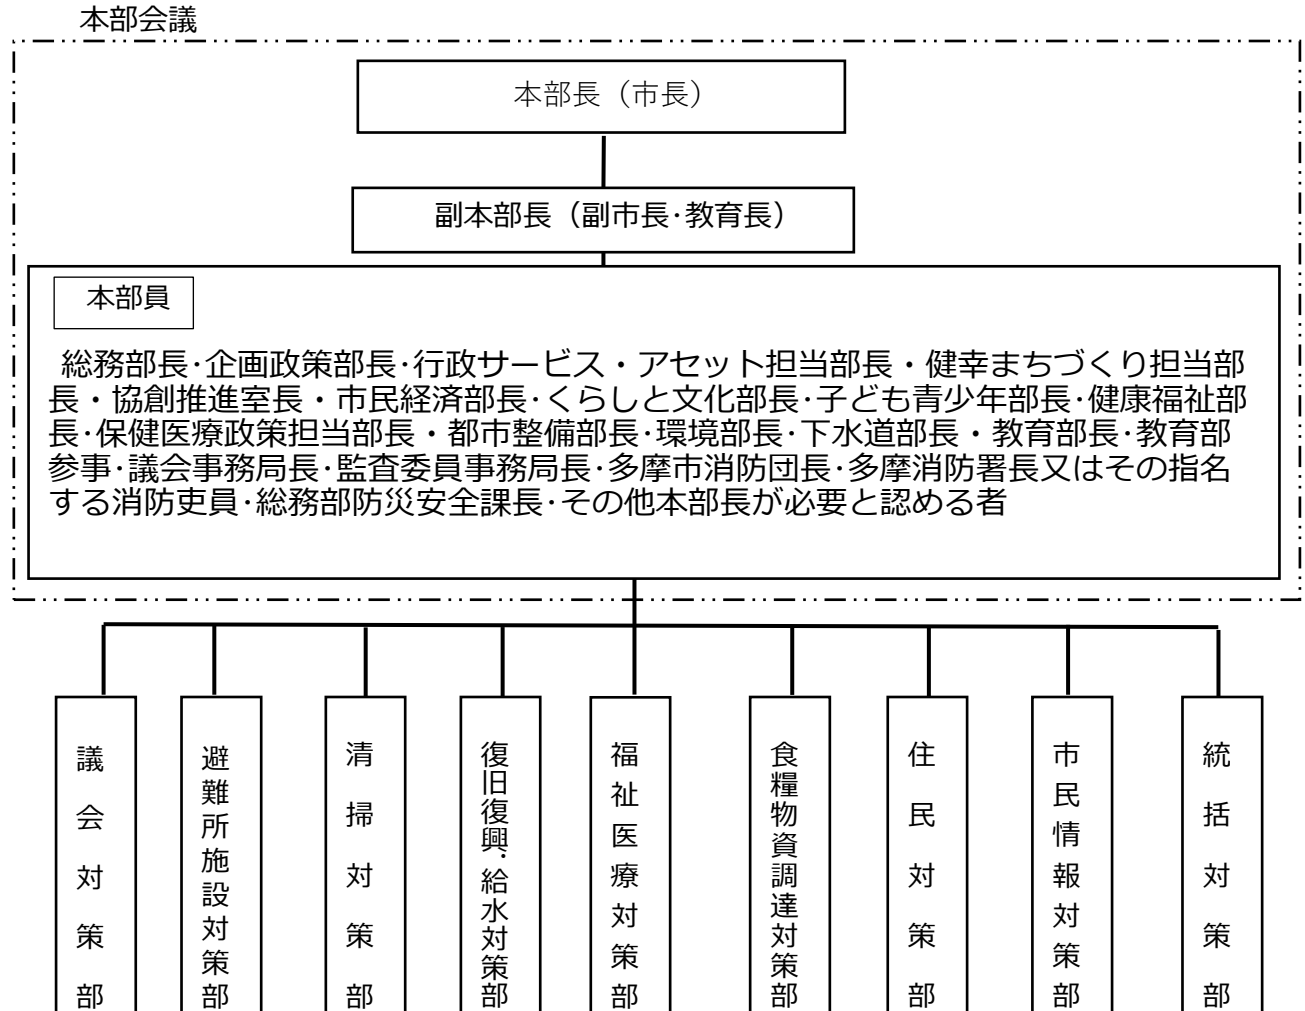 本部会議
本部長（市長）
副本部長（副市長･教育長）
本部員
総務部長･企画政策部長･行政サービス・アセット担当部長・健幸まちづくり担当部
長・協創推進室長・市民経済部長･くらしと文化部長･子ども青少年部長･健康福祉部
長･保健医療政策担当部長・都市整備部長･環境部長･下水道部長・教育部長･教育部
参事･議会事務局長･監査委員事務局長･多摩市消防団長･多摩消防署長又はその指名
する消防吏員･総務部防災安全課長･その他本部長が必要と認める者
議会対策部
避難所施設対策部
清掃対策部
復旧復興･給水対策部
福祉医療対策部
食糧物資調達対策部
住民対策部
市民情報対策部
統括対策部